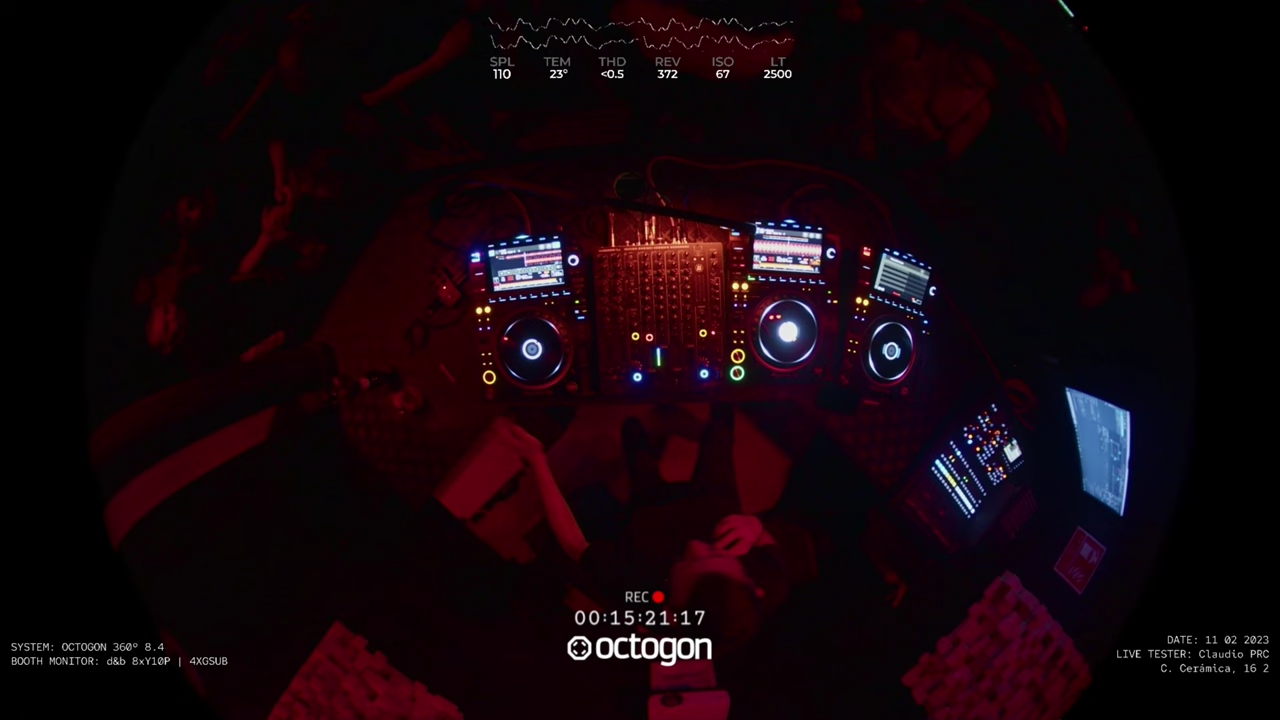 SPL TEM THD REV ISO LT
110 23° <0.5 372 67 2500
REC
00:15:21:17
octogon
SYSTEM: OCTOGON 360º 8.4
BOOTH MONITOR: d&b 8xY10P | 4XGSUB
DATE: 11 02 2023
LIVE TESTER: Claudio PRC
C. Cerámica, 16 2